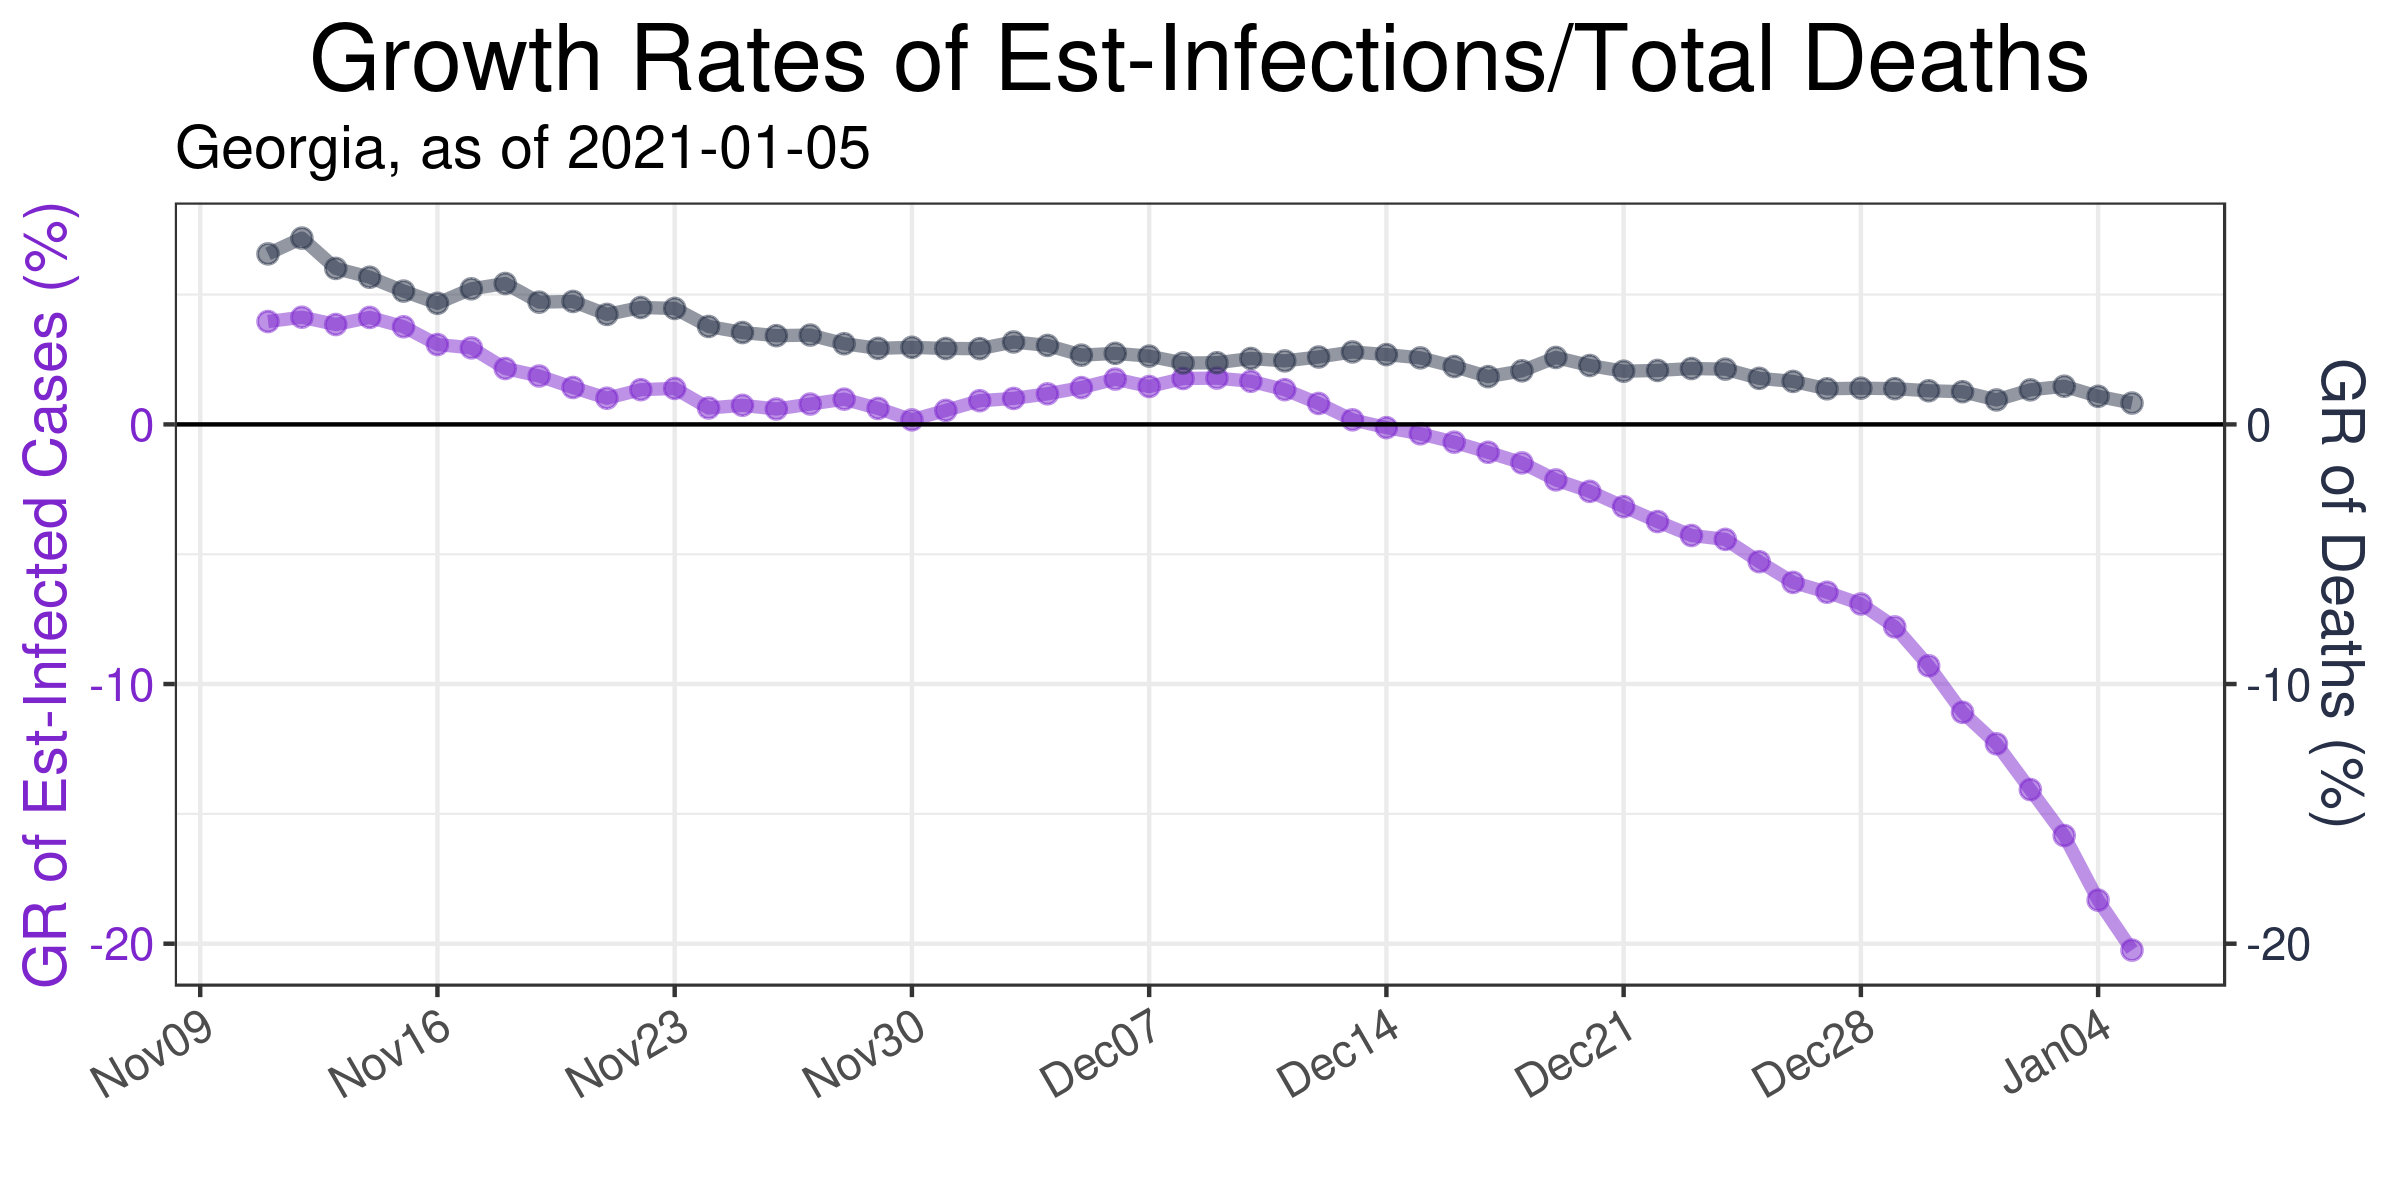 Growth Rates of Est-Infections/Total Deaths
Georgia, as of 2021-01-05
GR of Est-Infected Cases (%)
0
-10
-20
GR of Deaths (%)
0
-10
-20
Nov09
Nov16
Nov23
Nov30
Dec07
Dec14
Dec21
Dec28
Jan04